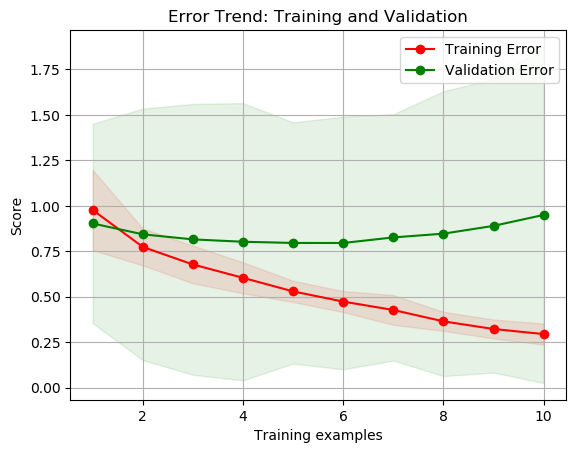 Error Trend: Training and Validation
Training Error
Validation Error
1.75
1.50
1.25
1.00
0.75
0.50
0.25
0.00
Score
2 4 6 8 10
Training examples